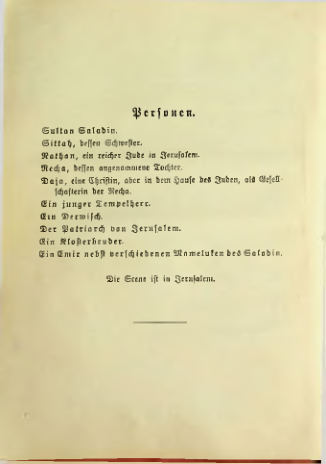 Personen.
Sultan Saladin.
Sittah, dessen Schwester.
Nathan, ein reicher Jude in Jerusalem.
Recha, dessen angenommene Tochter.
Daja, eine Christin, aber in dem Hause des Juden, als Gesell-
schafterin der Recha.
Ein junger Tempelherr.
Ein Derwisch.
Der Patriarch von Jerusalem.
Ein Klosterbruder.
Ein Emir nebst verschiedenen Mameluken des Saladin.
Die Scene ist in Jerusalem.